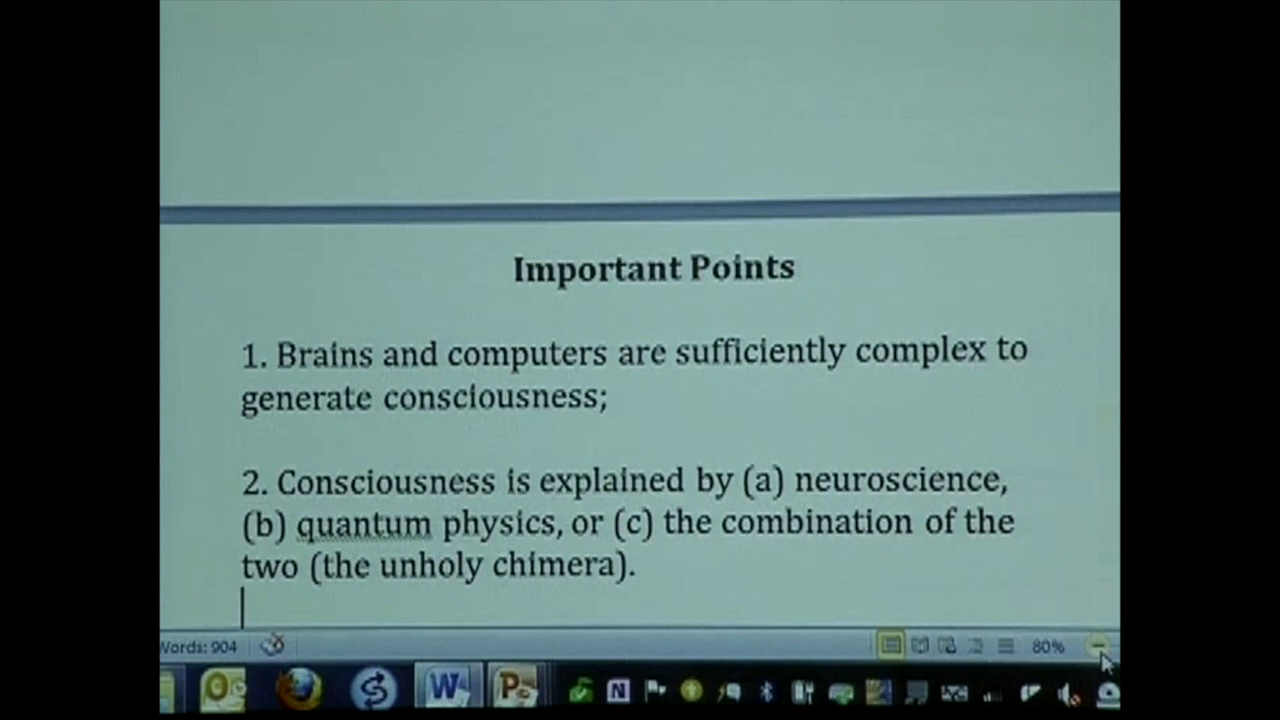 Important Points
1. Brains and computers are sufficiently complex to
generate consciousness;
2. Consciousness is explained by (a) neuroscience,
(b) quantum physics, or (c) the combination of the
two (the unholy chimera).
Words: 904
80%